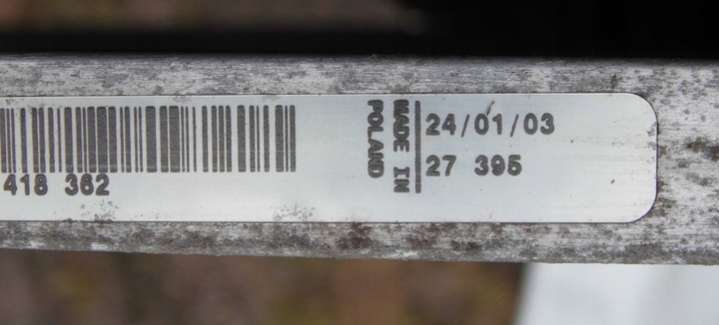 418 362
MADE IN
POLAND
24/01/03
27 395